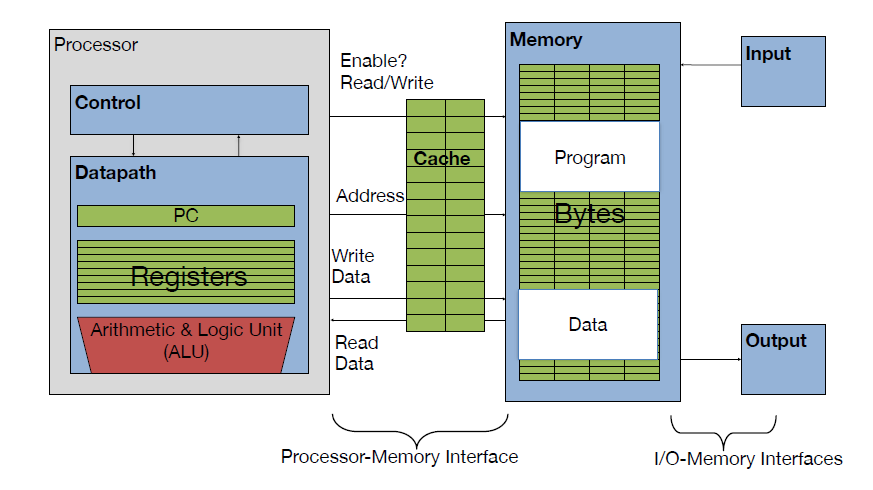 Processor
Control
Datapath
PC
Registers
Arithmetic & Logic Unit
(ALU)
Enable?
Read/Write
Cache
Address
Write
Data
Read
Data
Processor-Memory Interface
Memory
Program
Bytes
Data
Input
Output
I/O-Memory Interfaces